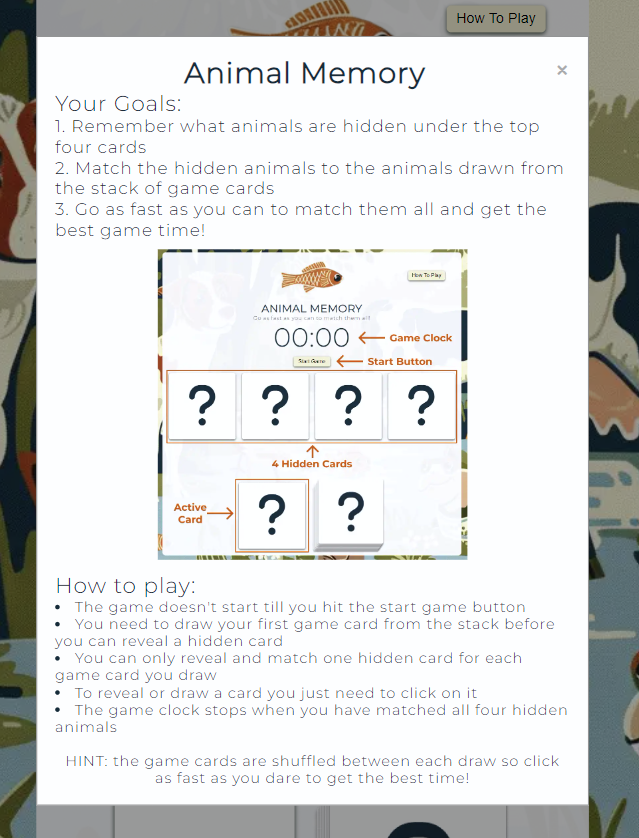 How To Play
Animal Memory
×
Your Goals:
1. Remember what animals are hidden under the top
four cards
2. Match the hidden animals to the animals drawn from
the stack of game cards
3. Go as fast as you can to match them all and get the
best game time!
How To Play
ANIMAL MEMORY
Go as fast as you can to match them all!
00:00
Game Clock
Start Game
Start Button
? ? ? ?
4 Hidden Cards
Active
Card
? ?
How to play:
• The game doesn't start till you hit the start game button
• You need to draw your first game card from the stack before
you can reveal a hidden card
• You can only reveal and match one hidden card for each
game card you draw
• To reveal or draw a card you just need to click on it
• The game clock stops when you have matched all four hidden
animals
HINT: the game cards are shuffled between each draw so click
as fast as you dare to get the best time!